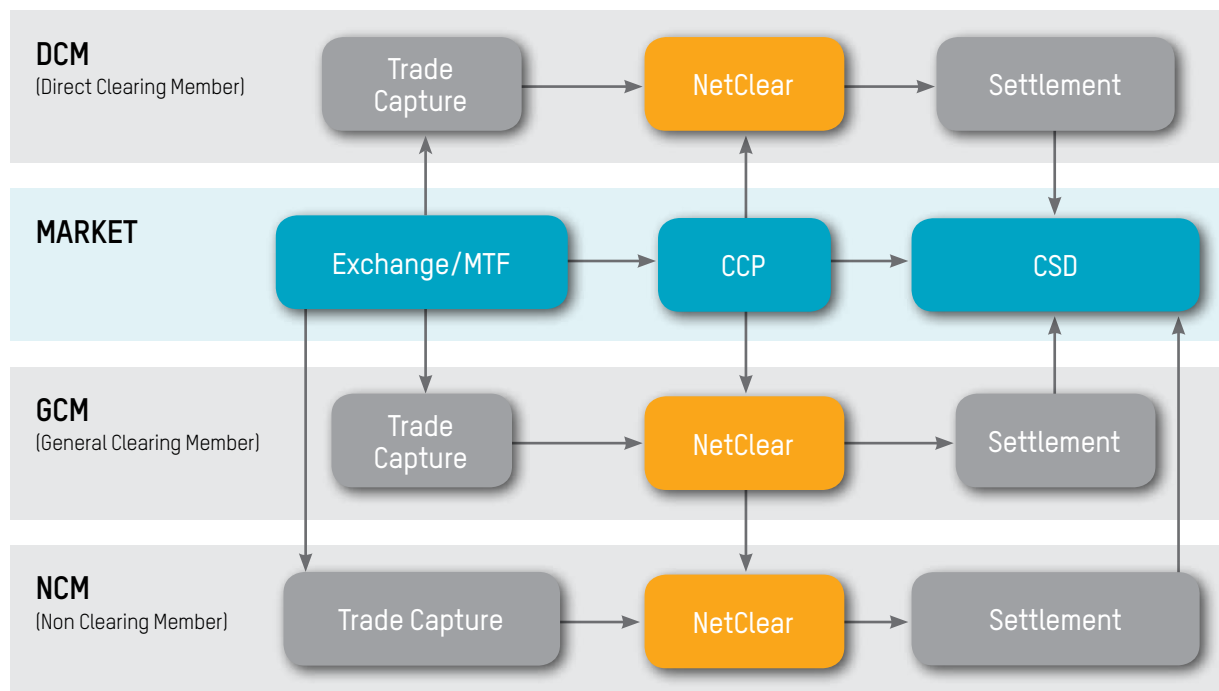 DCM
(Direct Clearing Member)
Trade
Capture
NetClear
Settlement
MARKET
Exchange/MTF
CCP
CSD
GCM
(General Clearing Member)
Trade
Capture
NetClear
Settlement
NCM
(Non Clearing Member)
Trade Capture
NetClear
Settlement